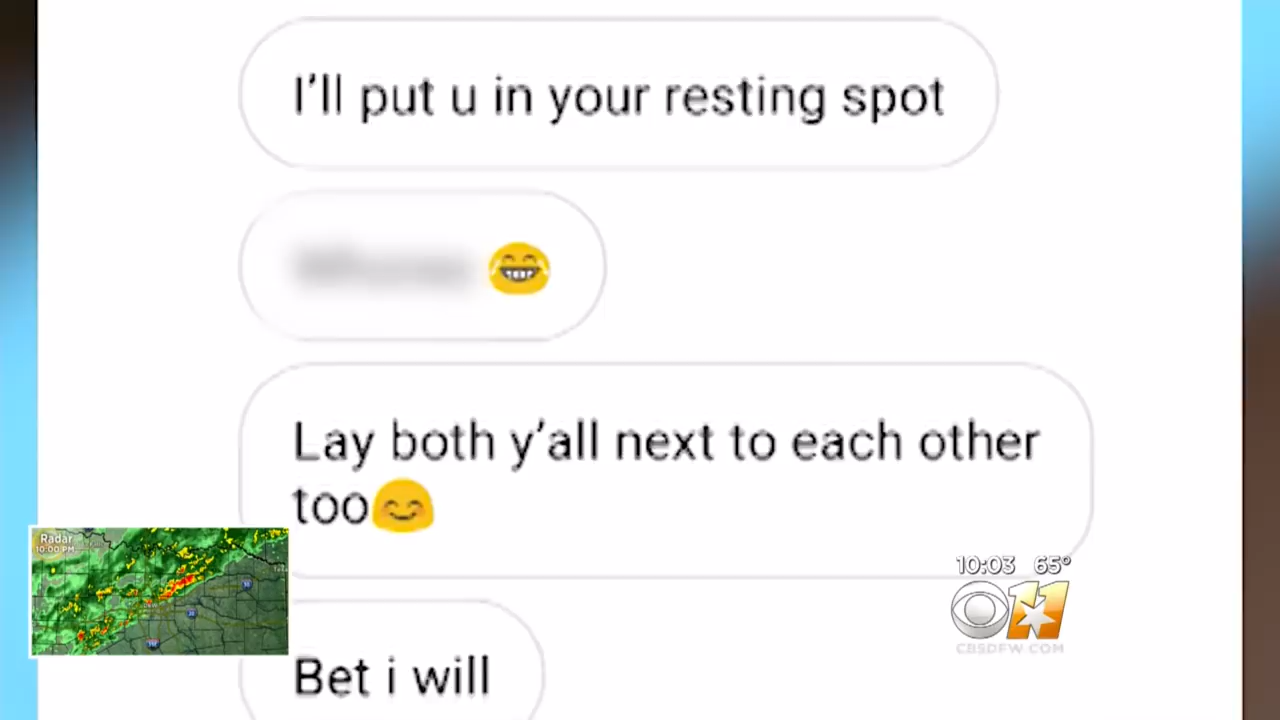 I'll put u in your resting spot
😂
Lay both y'all next to each other
too😊
Bet i will
Radar
10:00 PM
10:03 65°
11
CBSDFW.COM